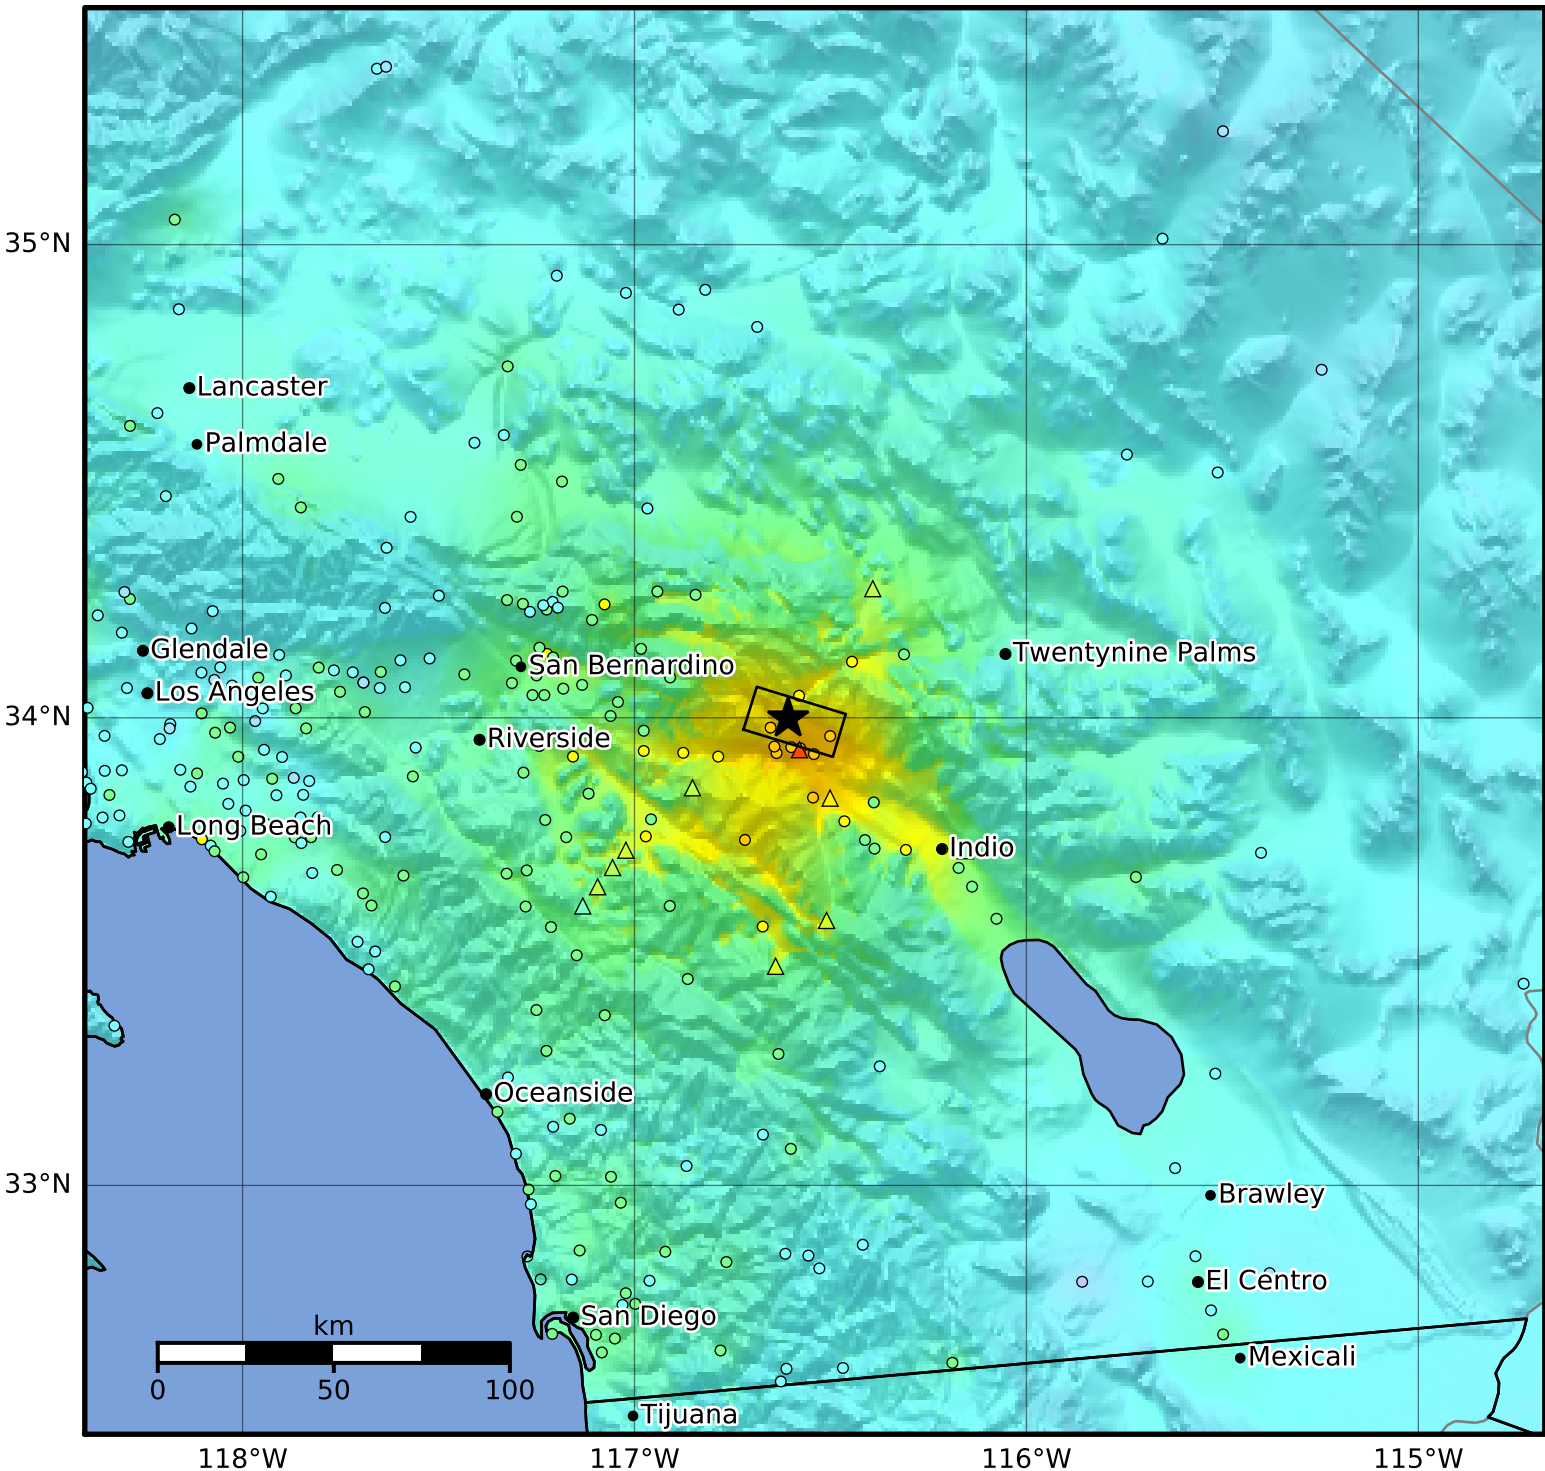 35°N
Lancaster
Palmdale
Glendale
San Bernardino
Twentynine Palms
Los Angeles
34°N
Riverside
Long Beach
Indio
Oceanside
33°N
Brawley
El Centro
San Diego
km
Mexicali
0 50 100
Tijuana
118°W 117°W 116°W 115°W